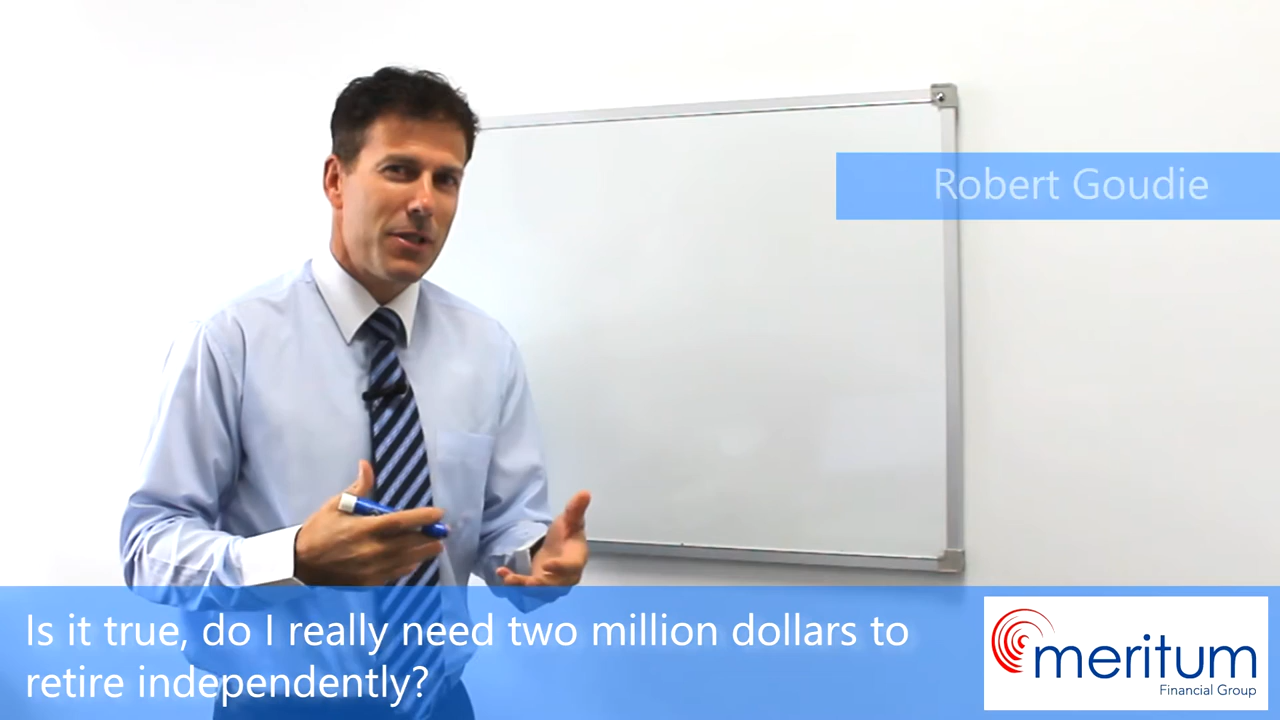 Robert Goudie
Is it true, do I really need two million dollars to
retire independently?
meritum
Financial Group